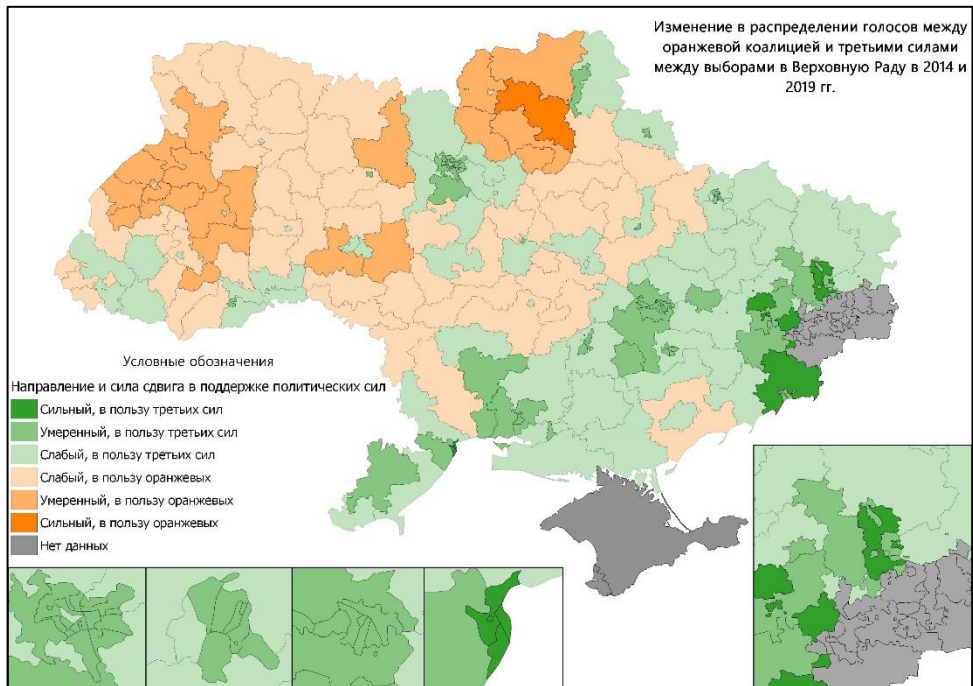 Изменение в распределении голосов между
оранжевой коалицией и третьими силами
между выборами в Верховную Раду в 2014 и
2019 гг.
Условные обозначения
Направление и сила сдвига в поддержке политических сил
Сильный, в пользу третьих сил
Умеренный, в пользу третьих сил
Слабый, в пользу третьих сил
Слабый, в пользу оранжевых
Умеренный, в пользу оранжевых
Сильный, в пользу оранжевых
Нет данных